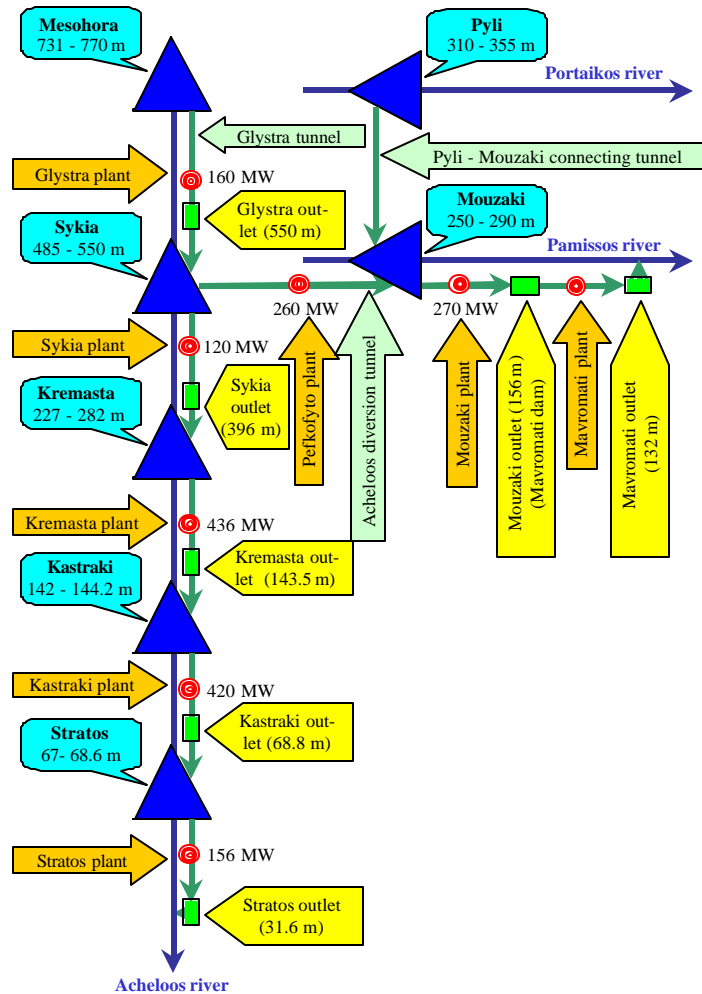 Mesohora
731 - 770 m
Pyli
310 - 355 m
Portaikos river
Glystra tunnel
Pyli - Mouzaki connecting tunnel
Glystra plant
160 MW
Glystra out-
let (550 m)
Mouzaki
250 - 290 m
Sykia
485 - 550 m
Pamissos river
260 MW
270 MW
Sykia plant
120 MW
Sykia
outlet
(396 m)
Pefkofyto plant
Acheloos diversion tunnel
Mouzaki plant
Mouzaki outlet (156 m)
(Mavromati dam)
Mavromati plant
Mavromati outlet
(132 m)
Kremasta
227 - 282 m
Kremasta plant
436 MW
Kremasta out-
let (143.5 m)
Kastraki
142 - 144.2 m
Kastraki plant
420 MW
Kastraki out-
let (68.8 m)
Stratos
67- 68.6 m
Stratos plant
156 MW
Stratos outlet
(31.6 m)
Acheloos river